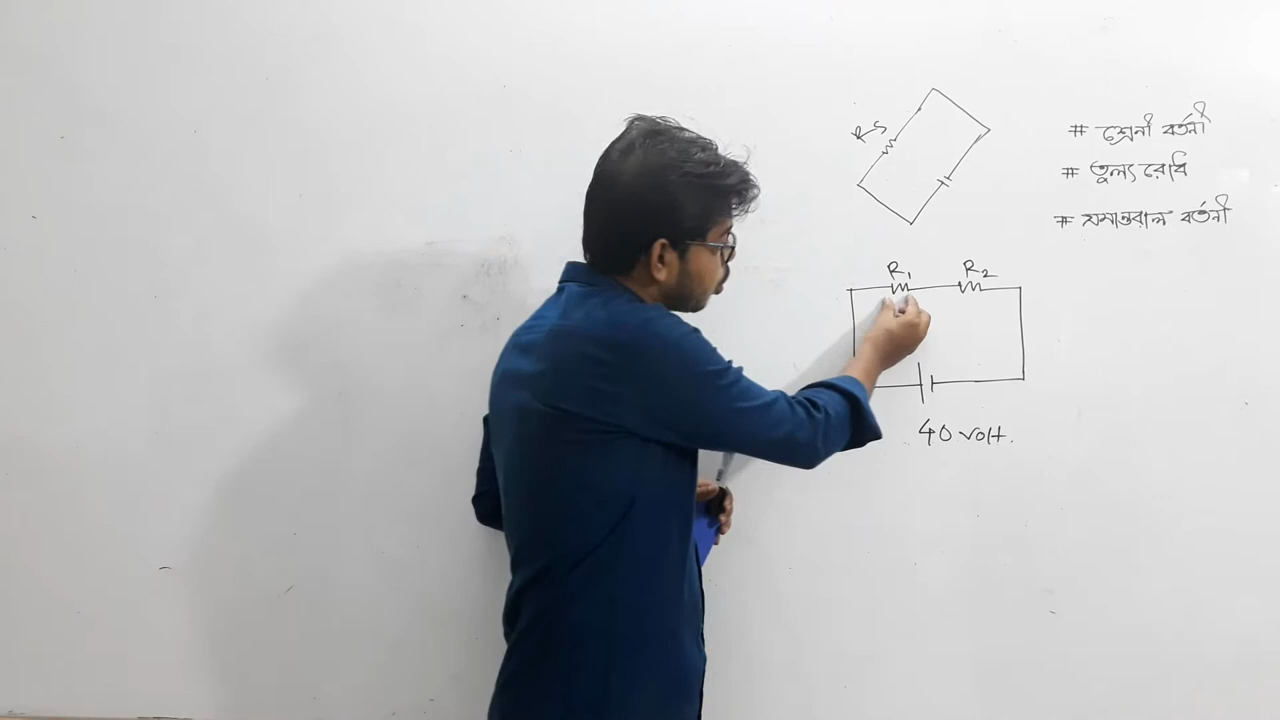 # শ্রেনী বর্তনী
# তুল্য রোধ
# সমান্তরাল বর্তনী
RS
R1 R2
40 volt.